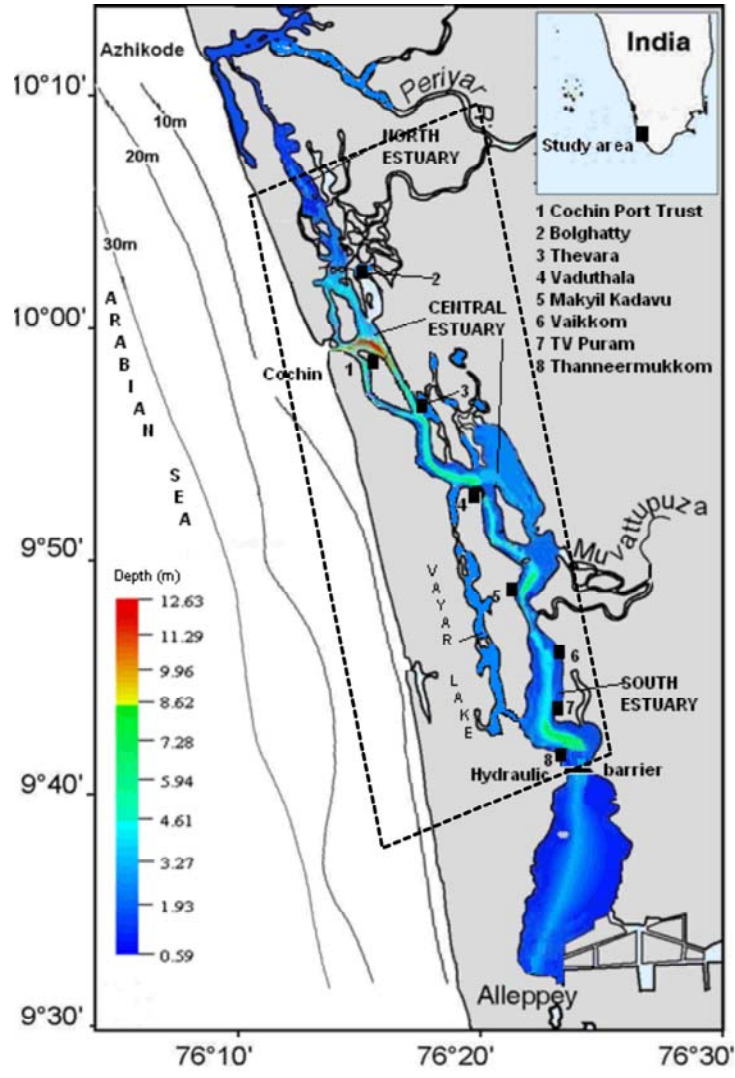 Azhikode
India
Study area
10°10'
10m
20m
30m
Periyar
NORTH
ESTUARY
1 Cochin Port Trust
2 Bolghatty
3 Thevara
4 Vaduthala
5 Makyil Kadavu
6 Vaikkom
7 TV Puram
8 Thanneermukkom
2
ARABIAN SEA
10°00'
CENTRAL
ESTUARY
Cochin
1
3
4
9°50'
Muvattupuza
Depth (m)
12.63
11.29
9.96
8.62
7.28
5.94
4.61
3.27
1.93
0.59
VAYAR LAKE
5
6
SOUTH
ESTUARY
7
8
Hydraulic barrier
9°40'
Alleppey
9°30'
76°10' 76°20' 76°30'